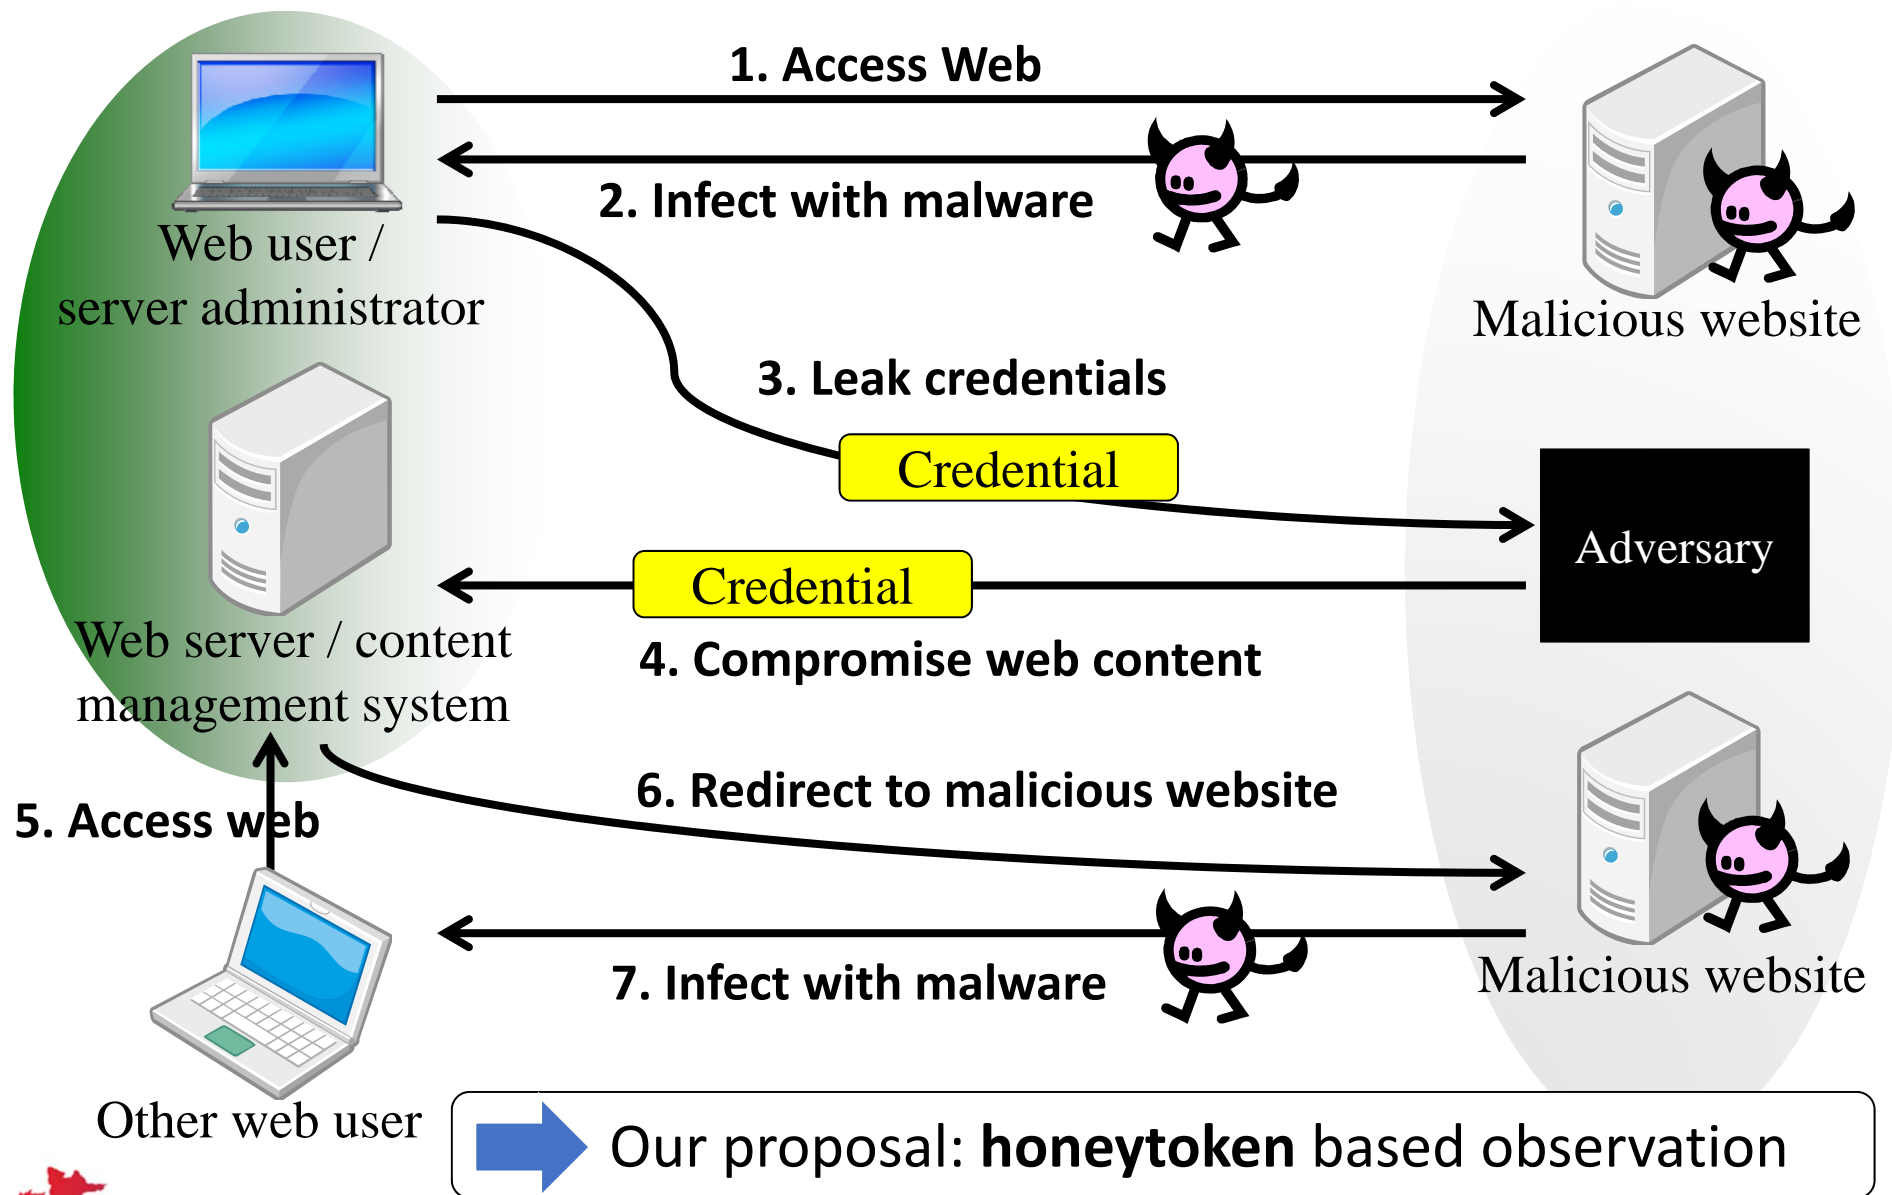 1. Access Web
2. Infect with malware
Web user /
server administrator
Malicious website
3. Leak credentials
Credential
Adversary
Credential
Web server / content
management system
4. Compromise web content
6. Redirect to malicious website
5. Access web
7. Infect with malware
Malicious website
Other web user
Our proposal: honeytoken based observation